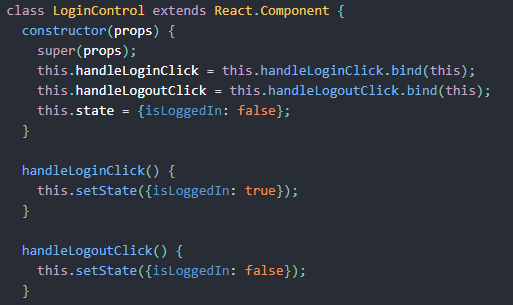 class LoginControl extends React.Component {
  constructor(props) {
    super(props);
    this.handleLoginClick = this.handleLoginClick.bind(this);
    this.handleLogoutClick = this.handleLogoutClick.bind(this);
    this.state = {isLoggedIn: false};
  }

  handleLoginClick() {
    this.setState({isLoggedIn: true});
  }

  handleLogoutClick() {
    this.setState({isLoggedIn: false});
  }